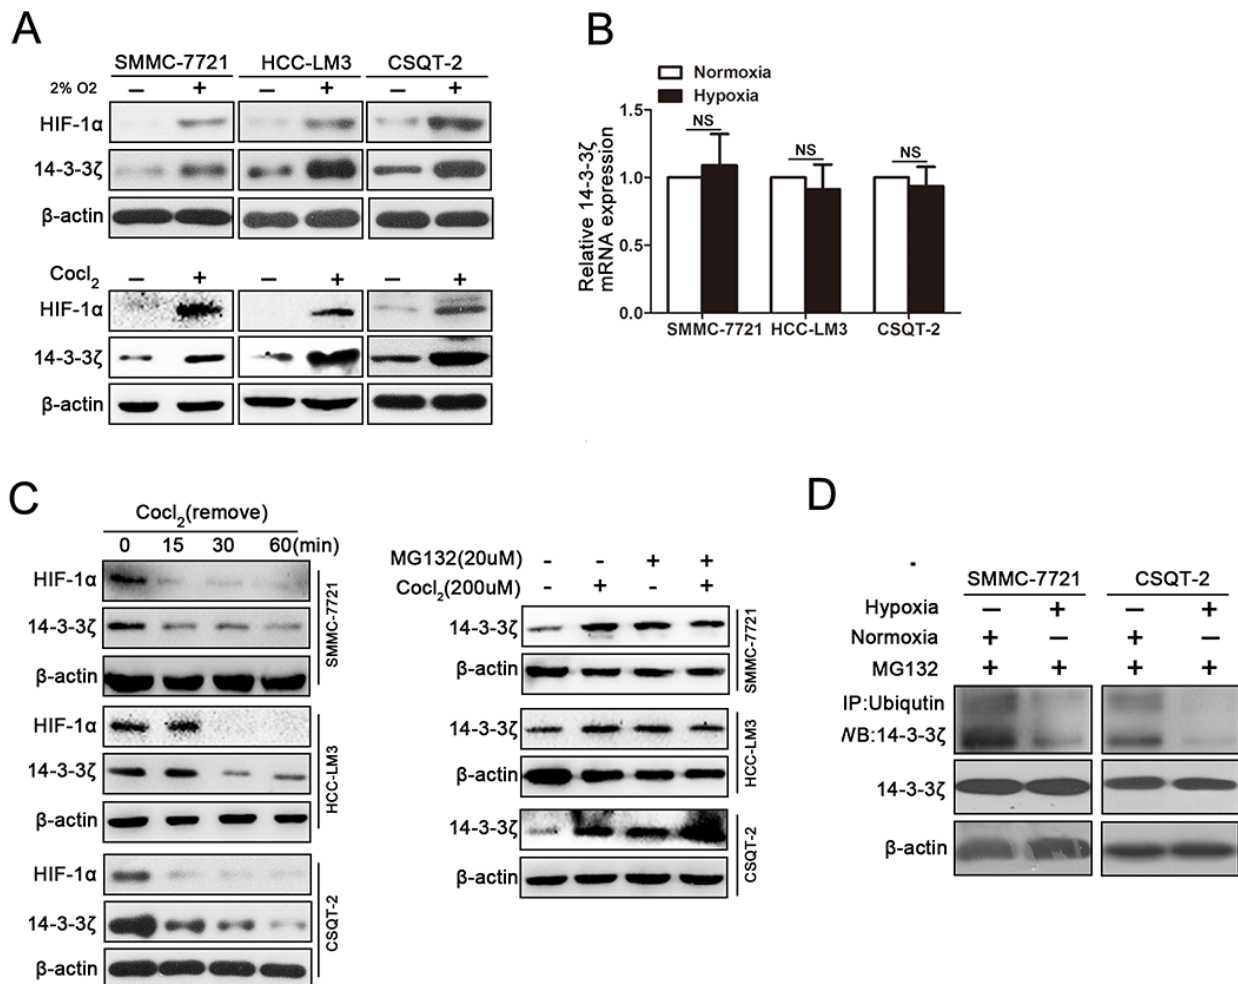 A
SMMC-7721 HCC-LM3 CSQT-2
2% O2 − + − + − +
HIF-1α
14-3-3ζ
β-actin
Cocl2 − + − + − +
HIF-1α
14-3-3ζ
β-actin
B
Normoxia
Hypoxia
Relative 14-3-3ζ
mRNA expression
1.5
1.0
0.5
0.0
NS NS NS
SMMC-7721 HCC-LM3 CSQT-2
C
Cocl2(remove)
0 15 30 60(min)
HIF-1α
14-3-3ζ
β-actin
SMMC-7721
HIF-1α
14-3-3ζ
β-actin
HCC-LM3
HIF-1α
14-3-3ζ
β-actin
CSQT-2
MG132(20uM) - - + +
Cocl2(200uM) - + - +
14-3-3ζ
β-actin
SMMC-7721
14-3-3ζ
β-actin
HCC-LM3
14-3-3ζ
β-actin
CSQT-2
D
SMMC-7721 CSQT-2
Hypoxia − + − +
Normoxia + − + −
MG132 + + + +
IP:Ubiqutin
WB:14-3-3ζ
14-3-3ζ
β-actin